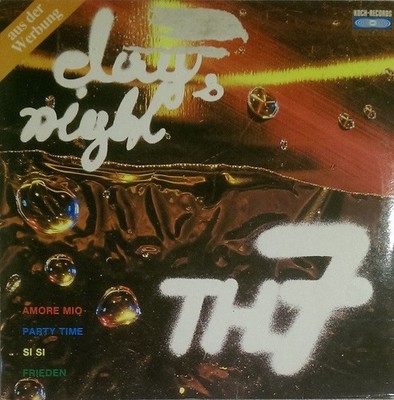 aus der
Werbung
KOCH-RECORDS
day
&
night
TH7
AMORE MIO
PARTY TIME
SI SI
FRIEDEN